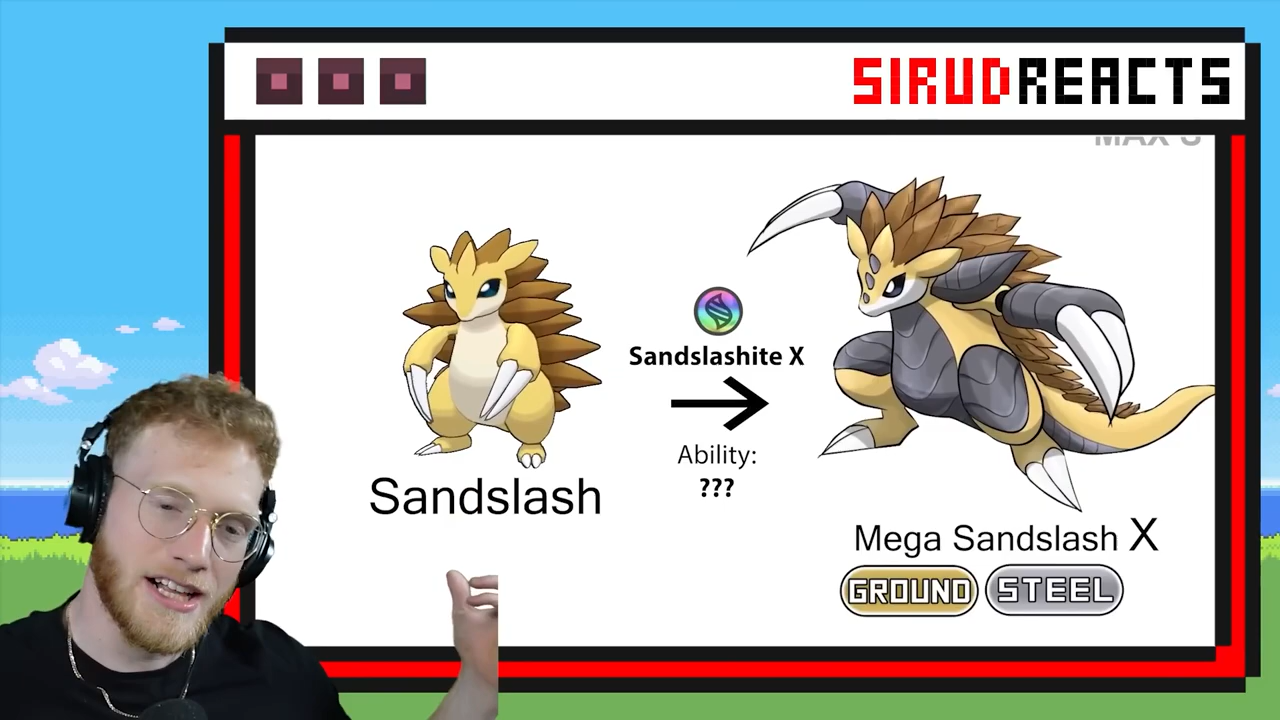 SIRUDREACTS
Sandslashite X
Ability:
???
Sandslash
Mega Sandslash X
GROUND STEEL